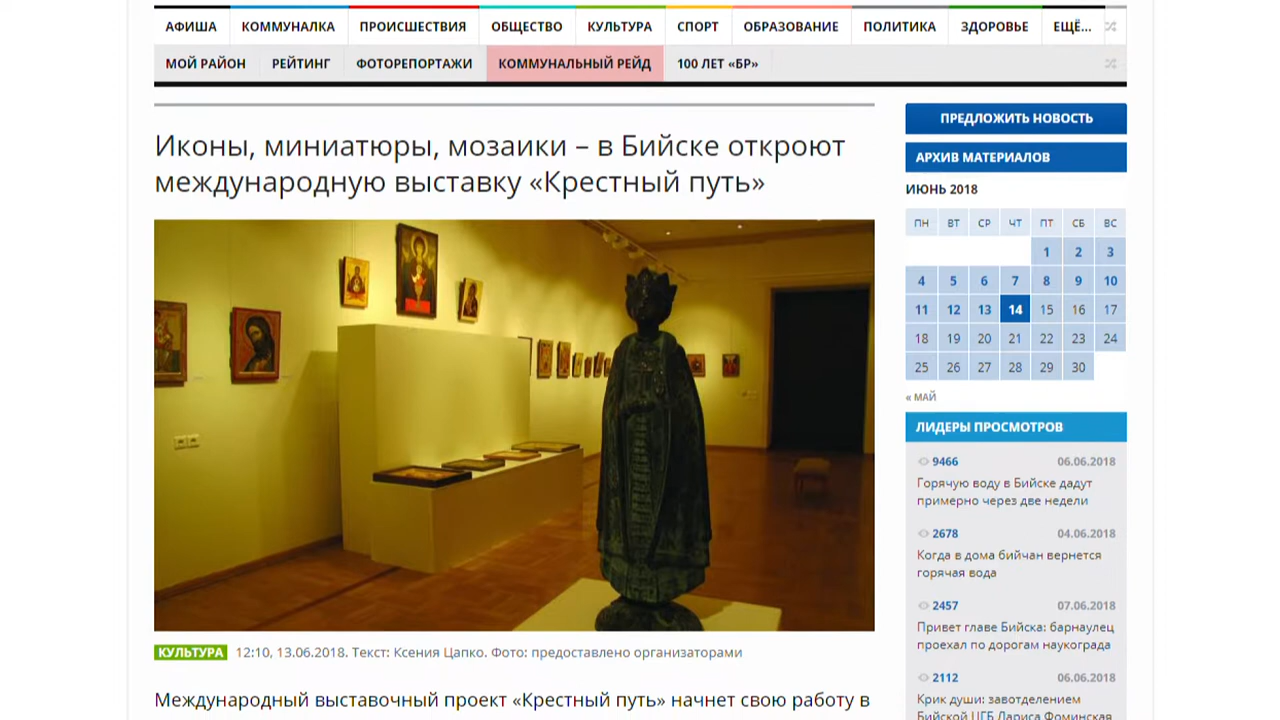 АФИША КОММУНАЛКА ПРОИСШЕСТВИЯ ОБЩЕСТВО КУЛЬТУРА СПОРТ ОБРАЗОВАНИЕ ПОЛИТИКА ЗДОРОВЬЕ ЕЩЁ...
МОЙ РАЙОН РЕЙТИНГ ФОТОРЕПОРТАЖИ КОММУНАЛЬНЫЙ РЕЙД 100 ЛЕТ «БР»
Иконы, миниатюры, мозаики – в Бийске откроют
международную выставку «Крестный путь»
КУЛЬТУРА 12:10, 13.06.2018. Текст: Ксения Цапко. Фото: предоставлено организаторами
Международный выставочный проект «Крестный путь» начнет свою работу в
ПРЕДЛОЖИТЬ НОВОСТЬ
АРХИВ МАТЕРИАЛОВ
ИЮНЬ 2018
ПН ВТ СР ЧТ ПТ СБ ВС
1 2 3
4 5 6 7 8 9 10
11 12 13 14 15 16 17
18 19 20 21 22 23 24
25 26 27 28 29 30
« МАЙ
ЛИДЕРЫ ПРОСМОТРОВ
9466 06.06.2018
Горячую воду в Бийске дадут
примерно через две недели
2678 04.06.2018
Когда в дома бийчан вернется
горячая вода
2457 07.06.2018
Привет главе Бийска: барнаулец
проехал по дорогам наукограда
2112 06.06.2018
Крик души: завотделением
Бийской ЦГБ Лариса Фоминская